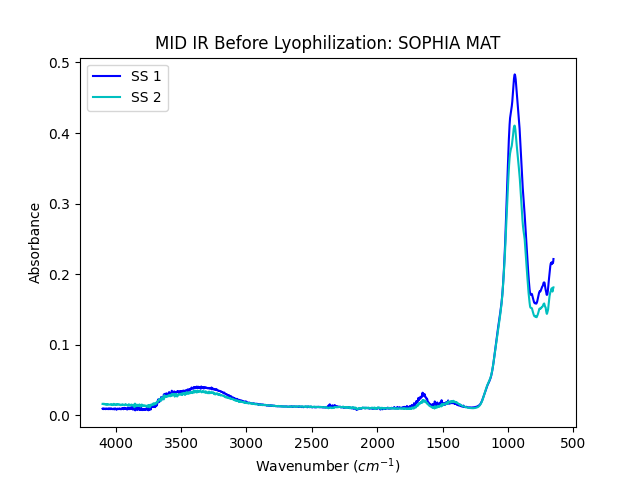 MID IR Before Lyophilization: SOPHIA MAT
SS 1
SS 2
0.5
0.4
0.3
0.2
0.1
0.0
Absorbance
4000 3500 3000 2500 2000 1500 1000 500
Wavenumber (cm⁻¹)